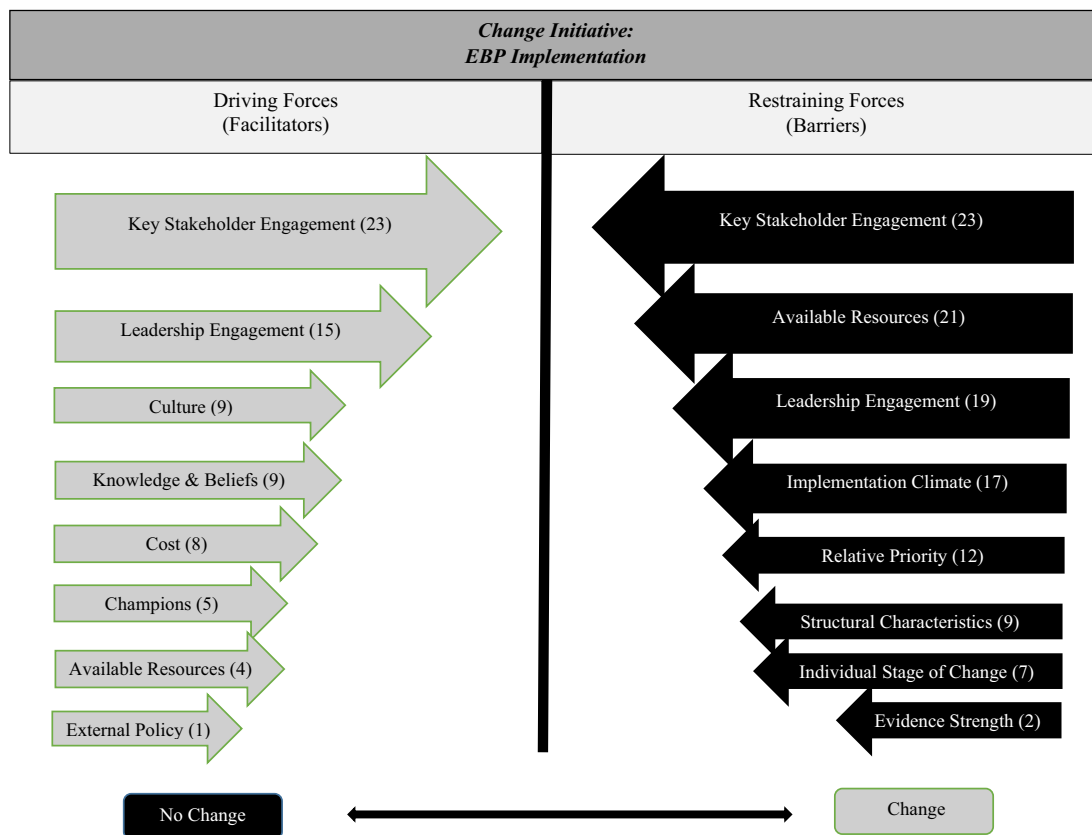 Change Initiative:
EBP Implementation
Driving Forces
(Facilitators)
Restraining Forces
(Barriers)
Key Stakeholder Engagement (23)
Leadership Engagement (15)
Culture (9)
Knowledge & Beliefs (9)
Cost (8)
Champions (5)
Available Resources (4)
External Policy (1)
Key Stakeholder Engagement (23)
Available Resources (21)
Leadership Engagement (19)
Implementation Climate (17)
Relative Priority (12)
Structural Characteristics (9)
Individual Stage of Change (7)
Evidence Strength (2)
No Change
Change